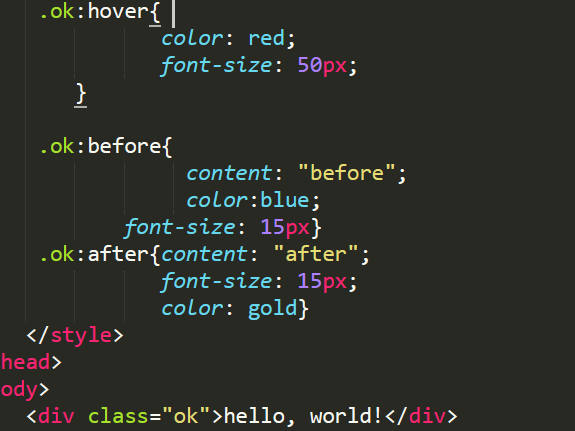 .ok:hover{
color: red;
font-size: 50px;
}
.ok:before{
content: "before";
color:blue;
font-size: 15px}
.ok:after{content: "after";
font-size: 15px;
color: gold}
</style>
head>
ody>
<div class="ok">hello, world!</div>